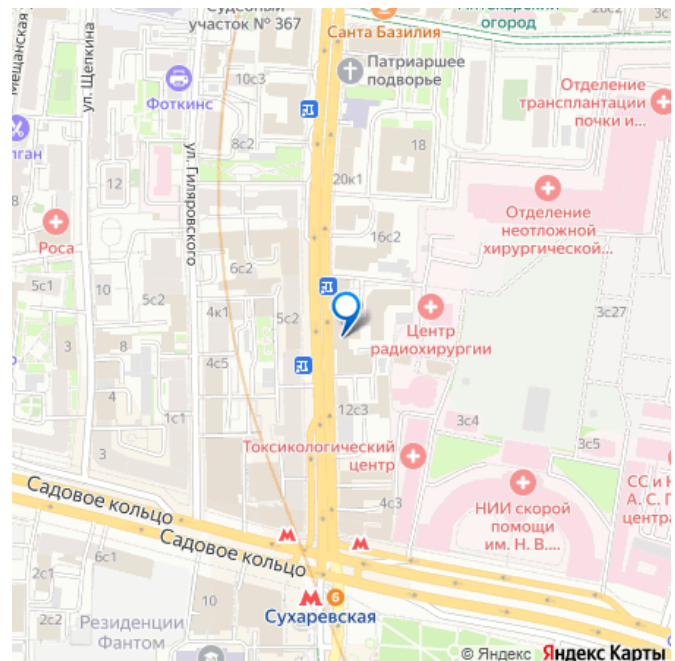 Судебный
участок № 367
Санта Базилия
огород
Мещанская
ул. Щепкина
10с3
Фоткинс
Патриаршее
подворье
Отделение
трансплантации
почки и...
18
8с2
ул. Гиляровского
20к1
12
8
Роса
Отделение
неотложной
хирургической...
16с2
6с2
5с1
10
5с2
4к1
5с2
Центр
радиохирургии
3с27
3
8
4с5
4
1с1
12с3
3с4
3с5
3
Токсикологический
центр
4с3
НИИ скорой
помощи
им. Н. В....
Садовое кольцо
Садовое кольцо
6с1
2с1
2с2
10
6
Сухаревская
Резиденции
Фантом
© Яндекс Яндекс Карты